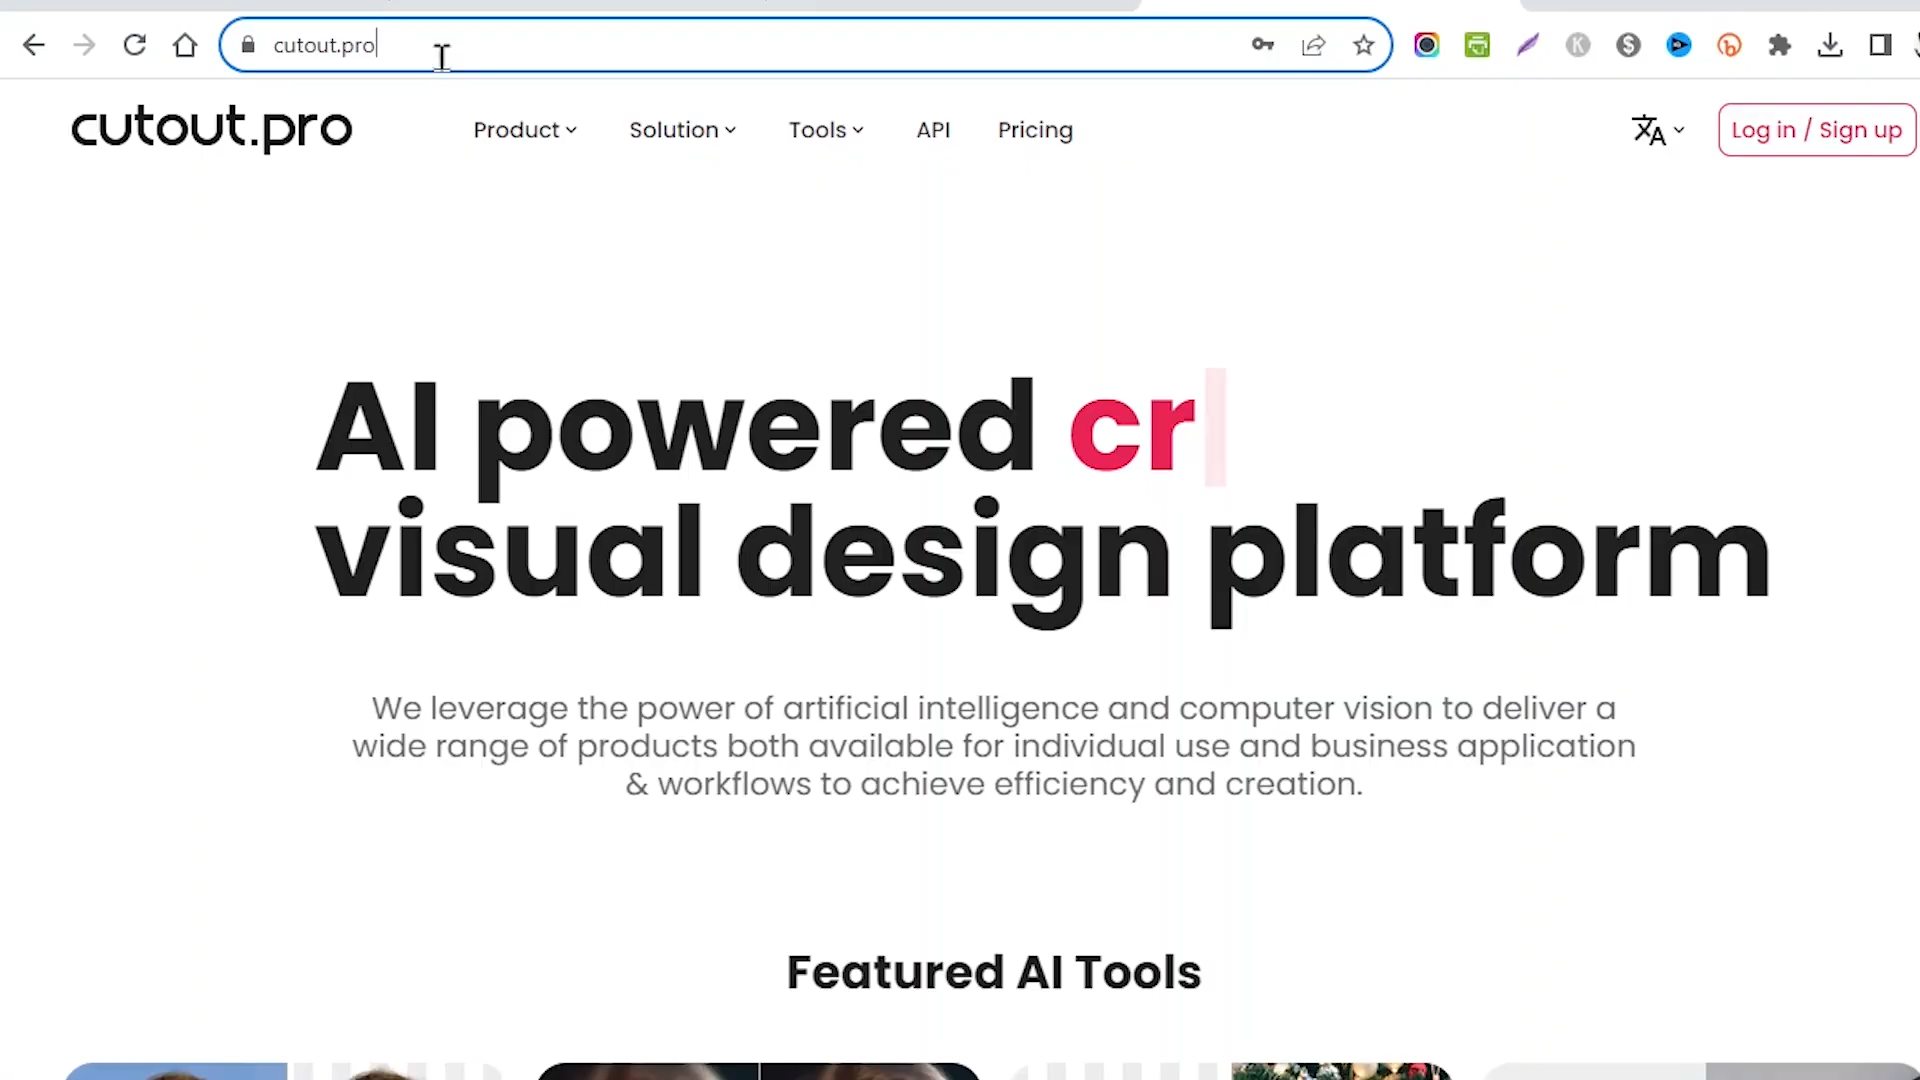 cutout.pro
cutout.pro
Product
Solution
Tools
API
Pricing
Log in / Sign up
AI powered cr
visual design platform
We leverage the power of artificial intelligence and computer vision to deliver a
wide range of products both available for individual use and business application
& workflows to achieve efficiency and creation.
Featured AI Tools